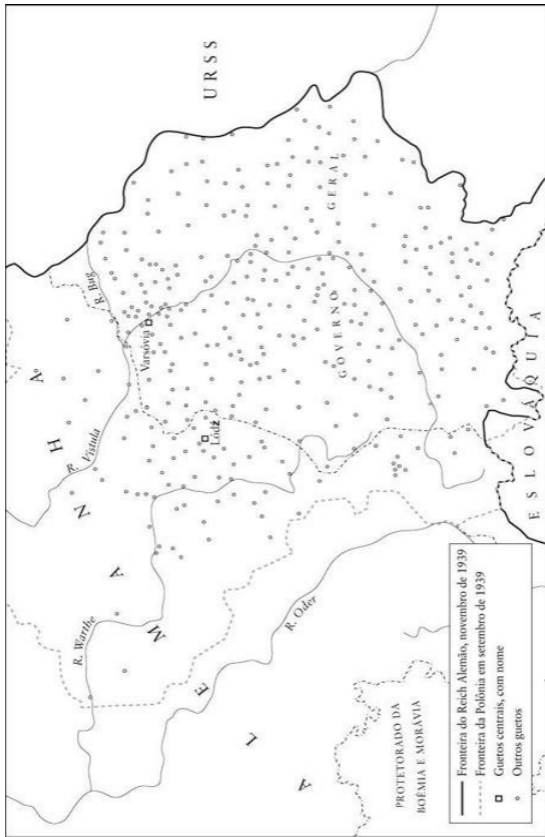 URSS
ALEMANHA
R. Bug
R. Vístula
Varsóvia
Lódź
GOVERNO GERAL
R. Warthe
R. Oder
ESLOVÁQUIA
PROTETORADO DA
BOÊMIA E MORÁVIA
Fronteira do Reich Alemão, novembro de 1939
Fronteira da Polônia em setembro de 1939
Guetos centrais, com nome
Outros guetos